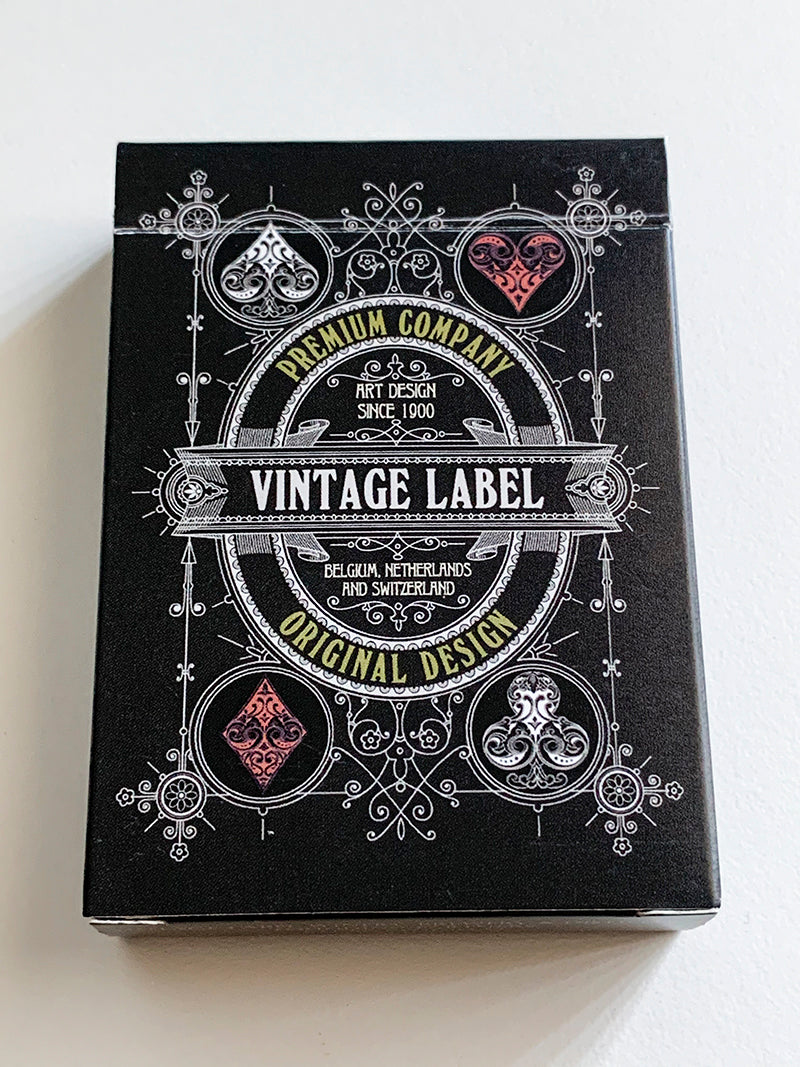 PREMIUM COMPANY
ART DESIGN
SINCE 1900
VINTAGE LABEL
BELGIUM, NETHERLANDS
AND SWITZERLAND
ORIGINAL DESIGN